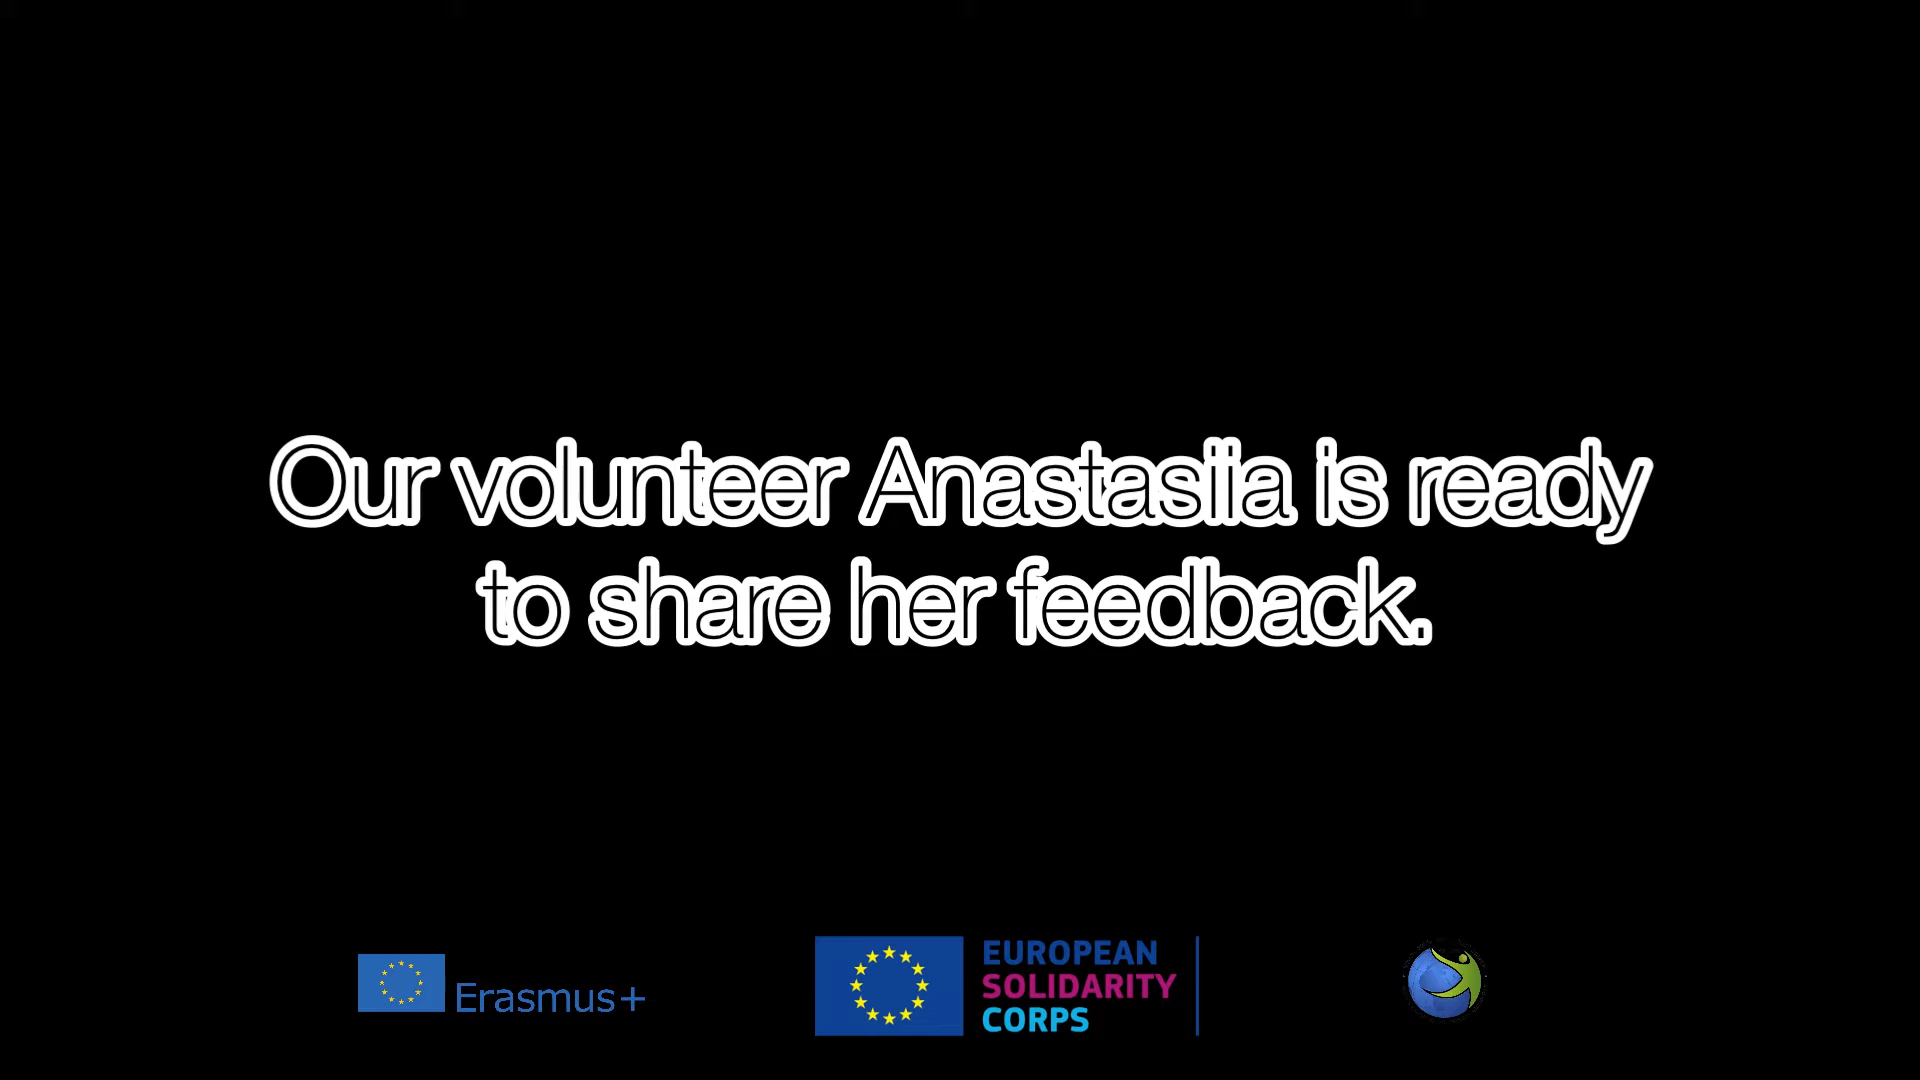 Our volunteer Anastasiia is ready
to share her feedback.
Erasmus+
EUROPEAN
SOLIDARITY
CORPS